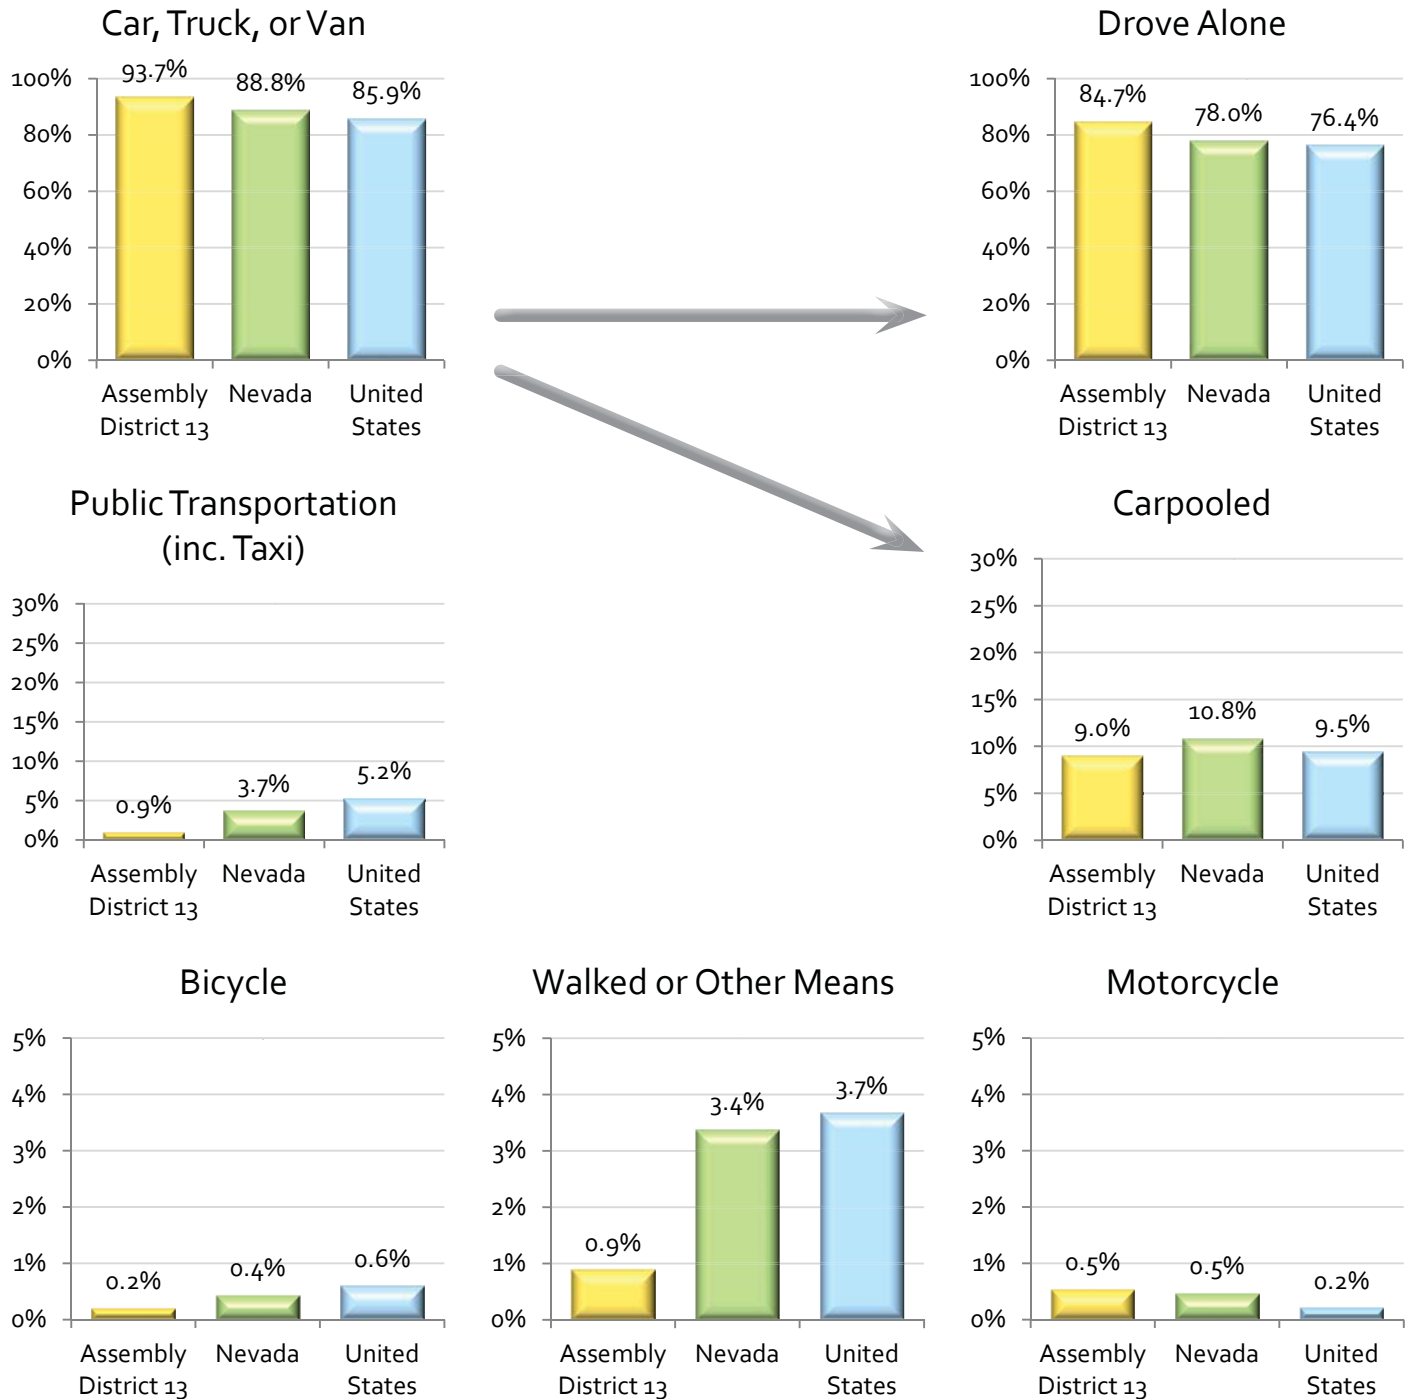 Car, Truck, or Van
93.7%
88.8%
85.9%
100%
80%
60%
40%
20%
0%
Assembly District 13
Nevada
United States
Drove Alone
84.7%
78.0%
76.4%
100%
80%
60%
40%
20%
0%
Assembly District 13
Nevada
United States
Public Transportation
(inc. Taxi)
30%
25%
20%
15%
10%
5%
0%
0.9%
3.7%
5.2%
Assembly District 13
Nevada
United States
Carpooled
30%
25%
20%
15%
10%
5%
0%
9.0%
10.8%
9.5%
Assembly District 13
Nevada
United States
Bicycle
5%
4%
3%
2%
1%
0%
0.2%
0.4%
0.6%
Assembly District 13
Nevada
United States
Walked or Other Means
5%
4%
3%
2%
1%
0%
0.9%
3.4%
3.7%
Assembly District 13
Nevada
United States
Motorcycle
5%
4%
3%
2%
1%
0%
0.5%
0.5%
0.2%
Assembly District 13
Nevada
United States